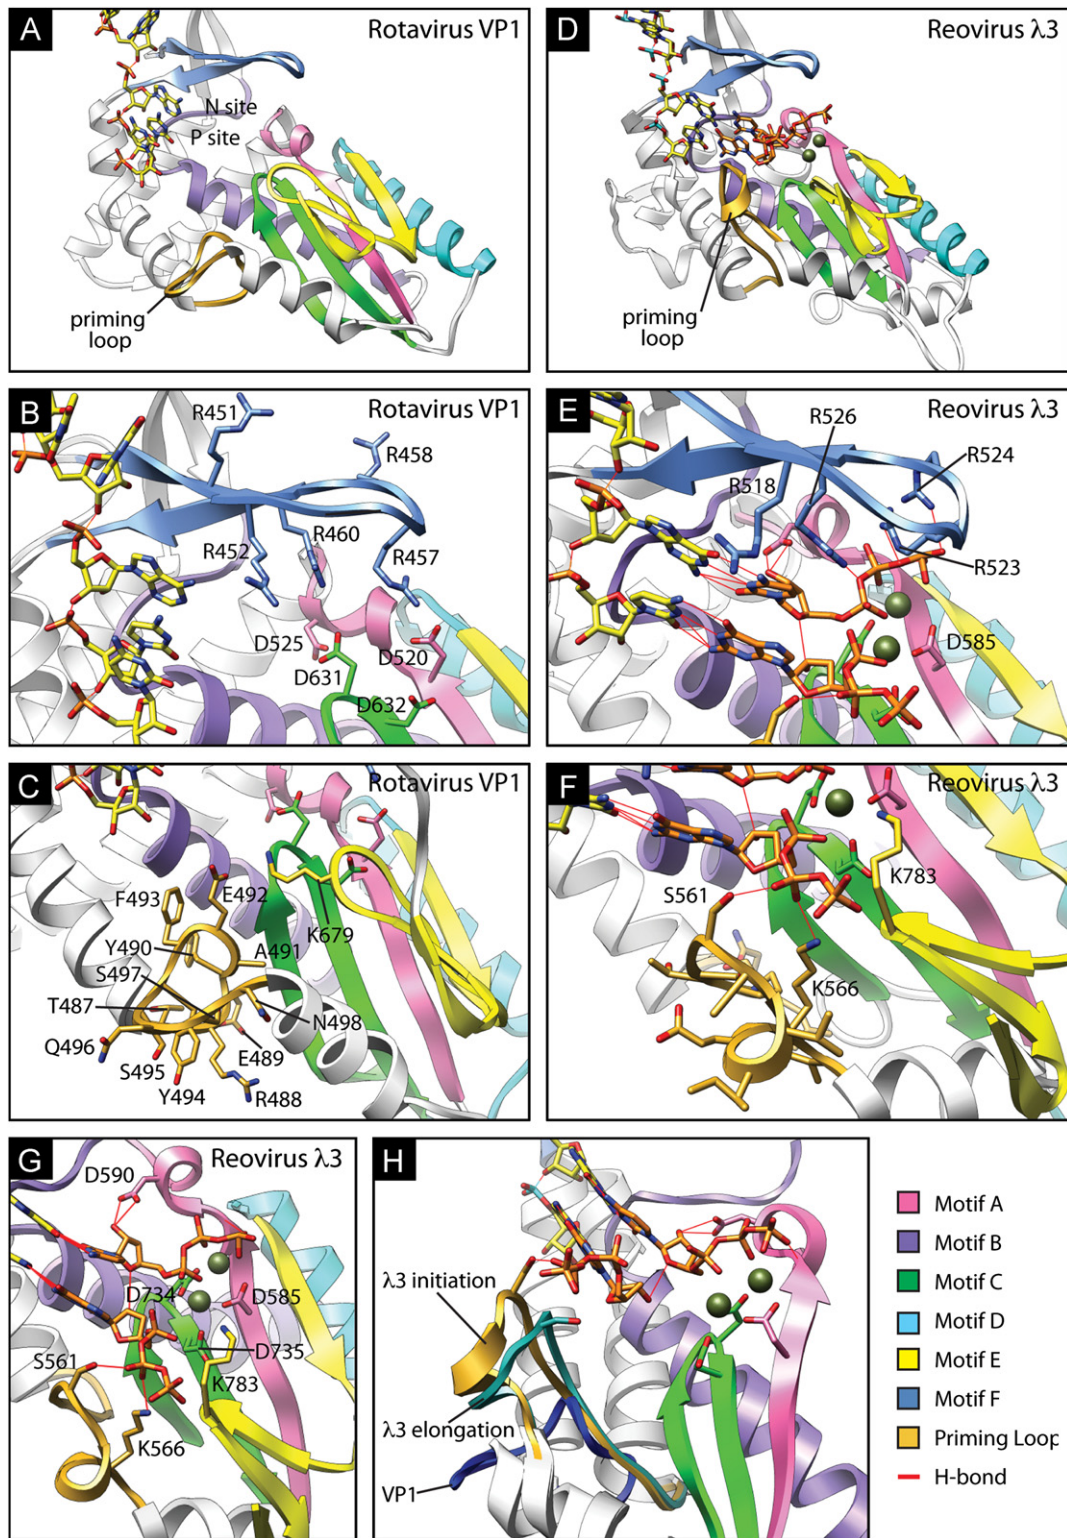 A
Rotavirus VP1
N site
P site
priming
loop
D
Reovirus λ3
priming
loop
B
Rotavirus VP1
R451
R458
R452
R460
R457
D525
D520
D631
D632
E
Reovirus λ3
R526
R524
R518
R523
D585
C
Rotavirus VP1
F493
E492
Y490
A491
K679
S497
T487
N498
Q496
E489
S495
Y494
R488
F
Reovirus λ3
S561
K783
K566
G
Reovirus λ3
D590
D734
D585
D735
S561
K783
K566
H
λ3 initiation
λ3 elongation
VP1
Motif A
Motif B
Motif C
Motif D
Motif E
Motif F
Priming Loop
H-bond